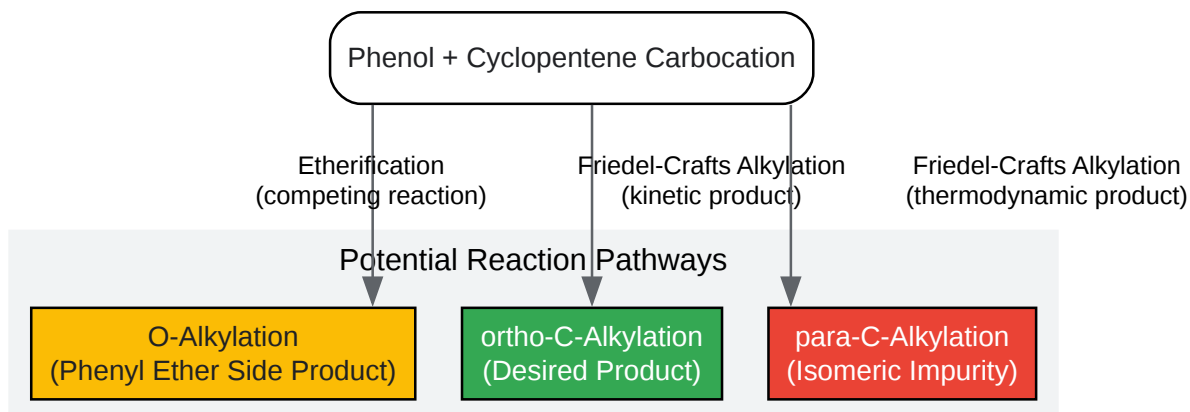 Phenol + Cyclopentene Carbocation
Etherification
(competing reaction)
Friedel-Crafts Alkylation
(kinetic product)
Friedel-Crafts Alkylation
(thermodynamic product)
Potential Reaction Pathways
O-Alkylation
(Phenyl Ether Side Product)
ortho-C-Alkylation
(Desired Product)
para-C-Alkylation
(Isomeric Impurity)